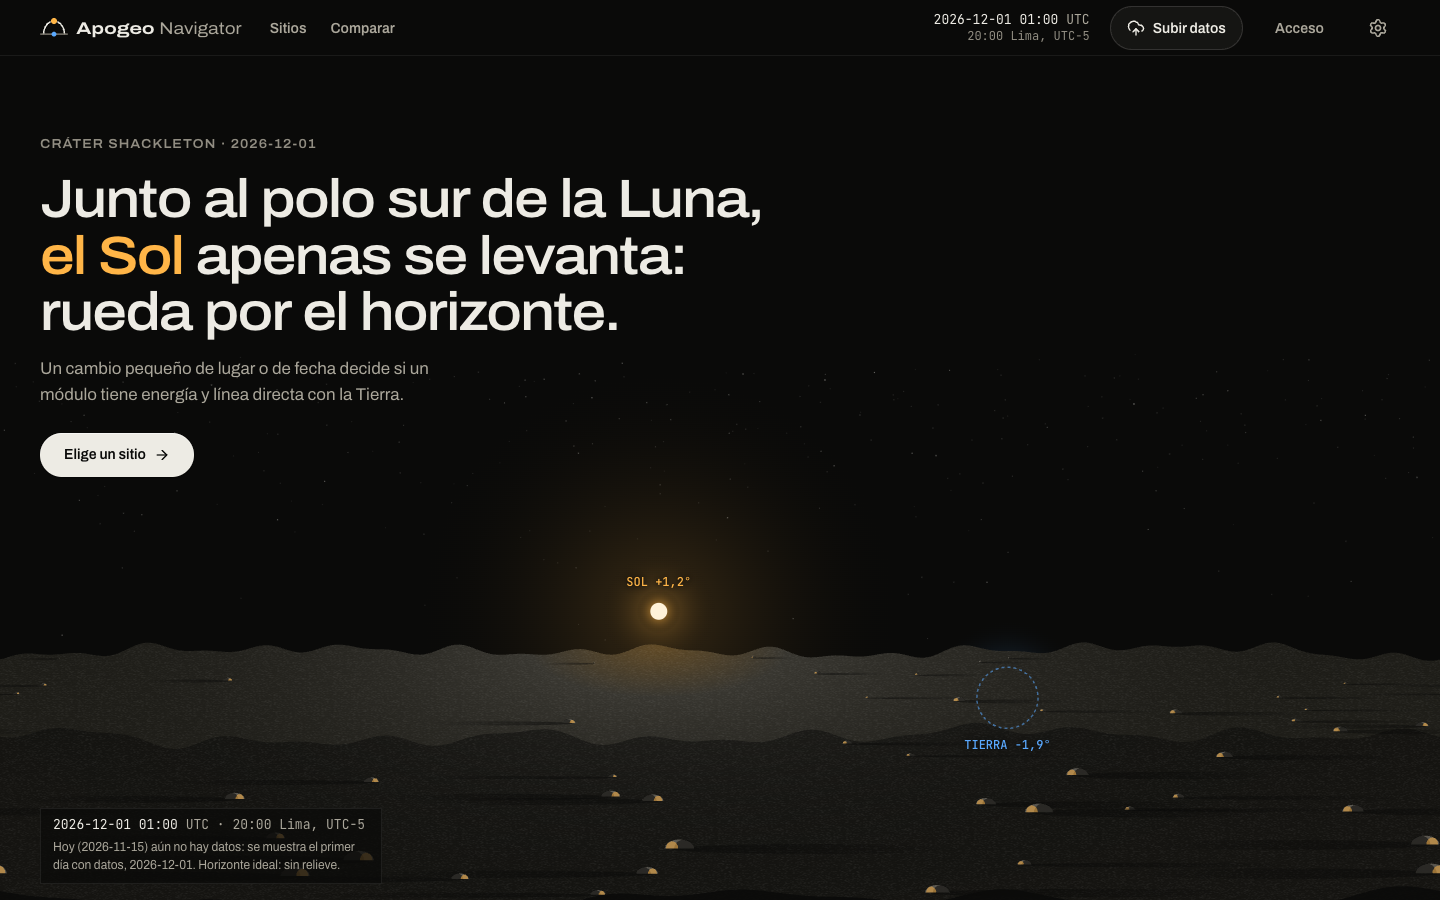 Apogeo Navigator
Sitios
Comparar
2026-12-01 01:00 UTC
20:00 Lima, UTC-5
Subir datos
Acceso
CRÁTER SHACKLETON · 2026-12-01
Junto al polo sur de la Luna,
el Sol apenas se levanta:
rueda por el horizonte.
Un cambio pequeño de lugar o de fecha decide si un
módulo tiene energía y línea directa con la Tierra.
Elige un sitio
SOL +1,2°
TIERRA -1,9°
2026-12-01 01:00 UTC · 20:00 Lima, UTC-5
Hoy (2026-11-15) aún no hay datos: se muestra el primer
día con datos, 2026-12-01. Horizonte ideal: sin relieve.